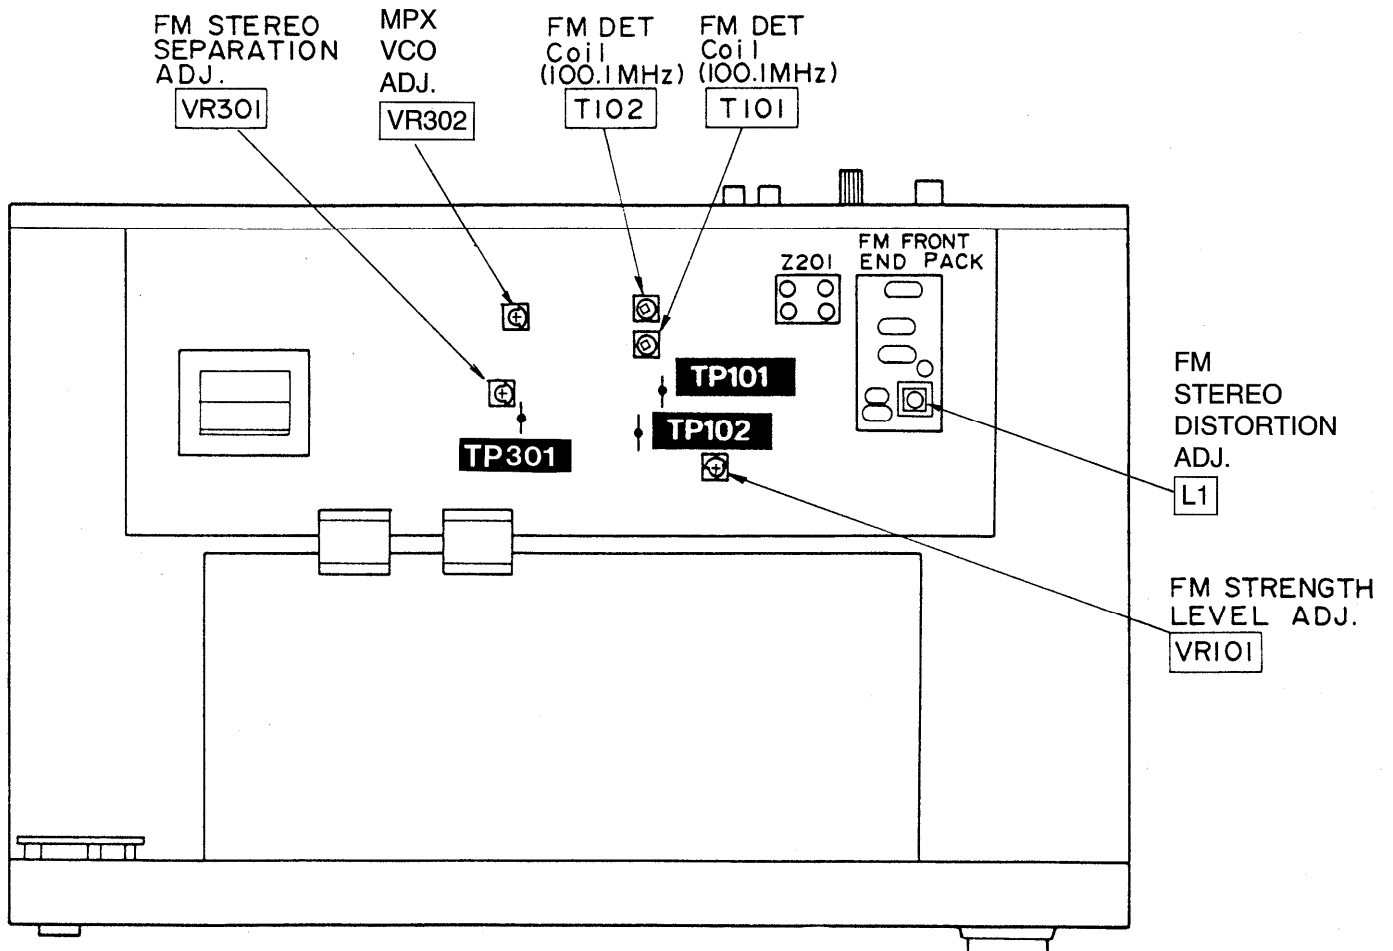 FM STEREO
SEPARATION
ADJ.
VR301
MPX
VCO
ADJ.
VR302
FM DET
Coil
(100.1MHz)
T102
FM DET
Coil
(100.1MHz)
T101
Z201
FM FRONT
END PACK
TP101
TP102
TP301
FM
STEREO
DISTORTION
ADJ.
L1
FM STRENGTH
LEVEL ADJ.
VR101